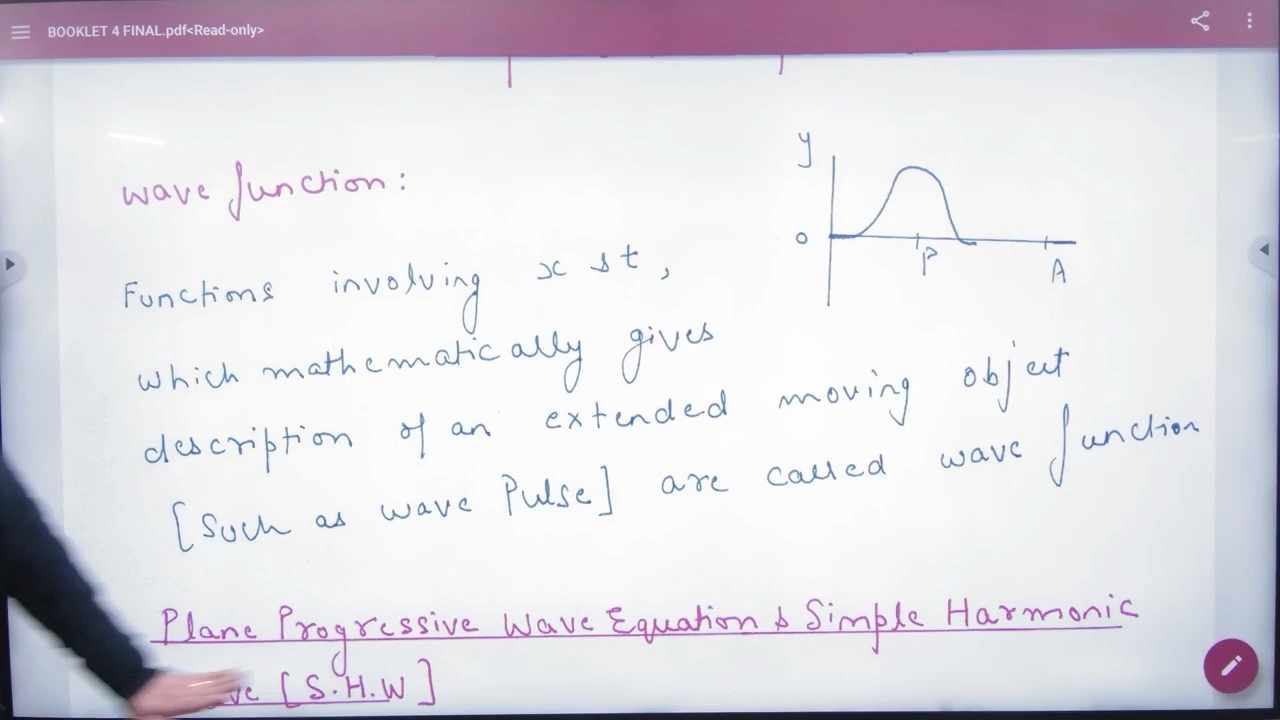 BOOKLET 4 FINAL.pdf<Read-only>
wave function:
y
o
P
A
Functions involving x & t,
which mathematically gives
description of an extended moving object
[Such as wave Pulse] are called wave function
Plane Progressive Wave Equation & Simple Harmonic
[S.H.W]